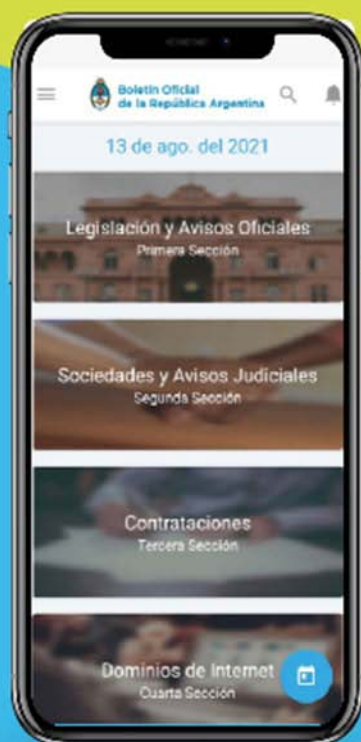 Boletín Oficial
de la República Argentina
13 de ago. del 2021
Legislación y Avisos Oficiales
Primera Sección
Sociedades y Avisos Judiciales
Segunda Sección
Contrataciones
Tercera Sección
Dominios de Internet
Cuarta Sección